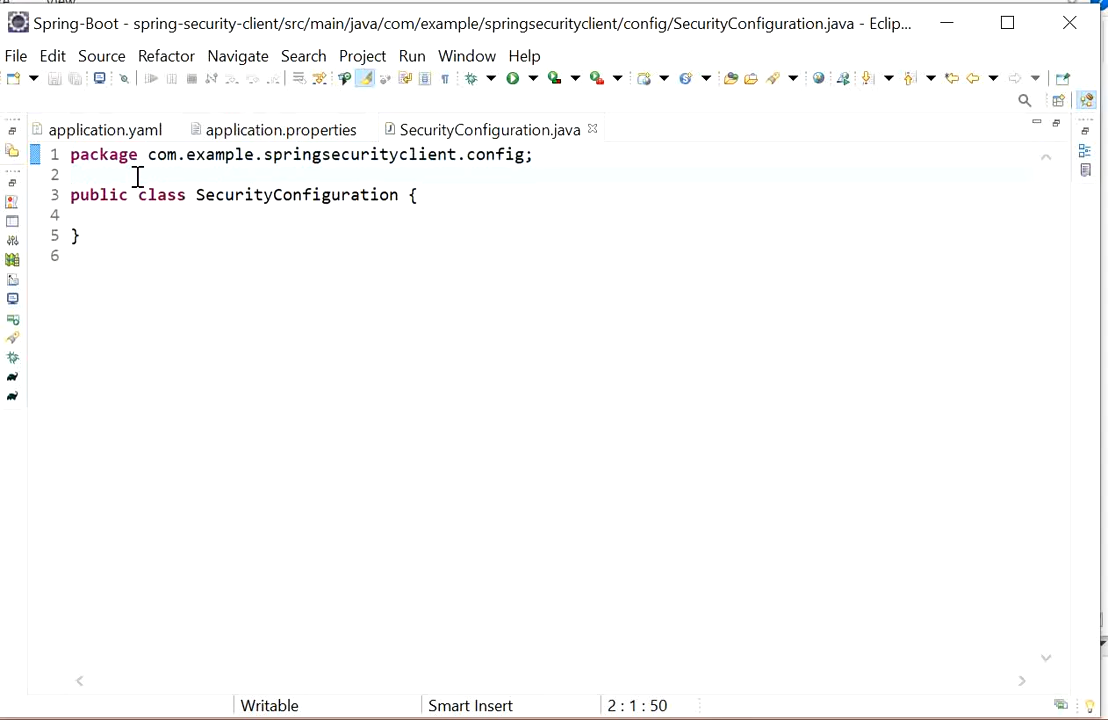 Spring-Boot - spring-security-client/src/main/java/com/example/springsecurityclient/config/SecurityConfiguration.java - Eclip...
File Edit Source Refactor Navigate Search Project Run Window Help
application.yaml application.properties SecurityConfiguration.java
1 package com.example.springsecurityclient.config;
2
3 public class SecurityConfiguration {
4
5 }
6
Writable Smart Insert 2 : 1 : 50